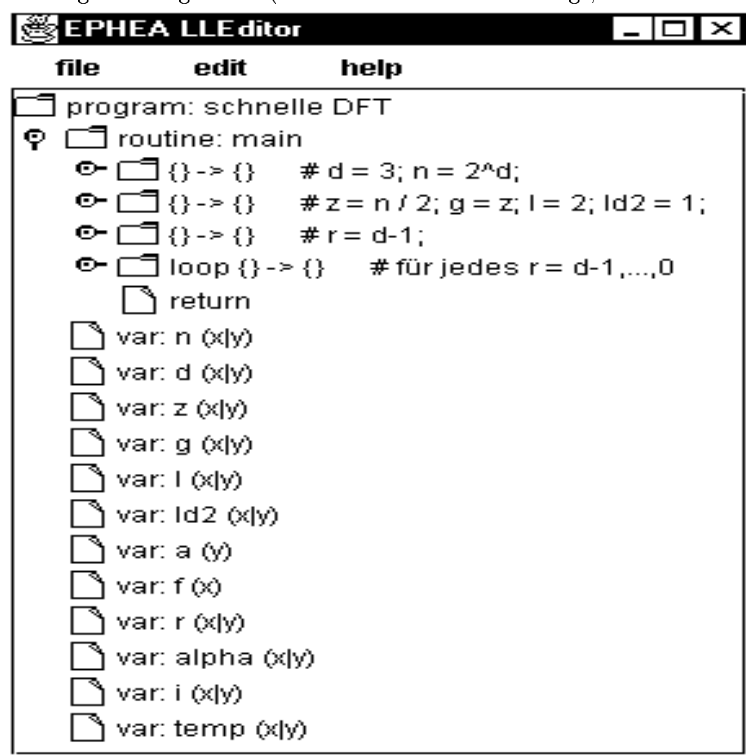 EPHEA LLEditor
file edit help
program: schnelle DFT
routine: main
{} -> {} # d = 3; n = 2^d;
{} -> {} # z = n / 2; g = z; l = 2; ld2 = 1;
{} -> {} # r = d-1;
loop {} -> {} # für jedes r = d-1,...,0
return
var: n (x|y)
var: d (x|y)
var: z (x|y)
var: g (x|y)
var: l (x|y)
var: ld2 (x|y)
var: a (y)
var: f (x)
var: r (x|y)
var: alpha (x|y)
var: i (x|y)
var: temp (x|y)